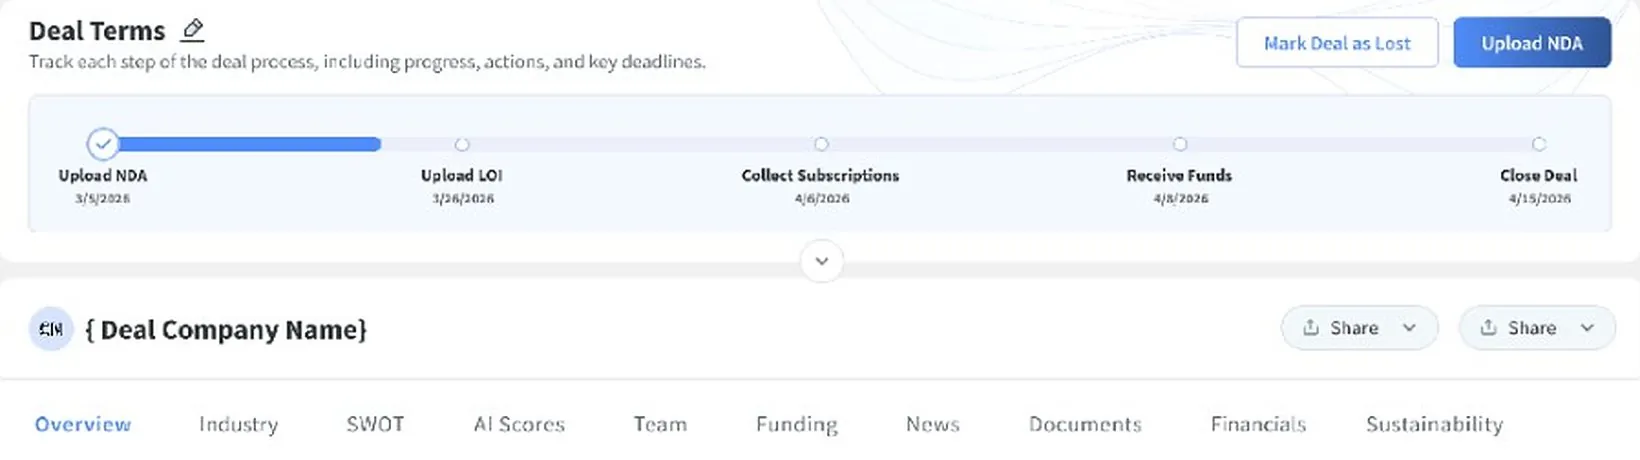 Deal Terms
Track each step of the deal process, including progress, actions, and key deadlines.
Mark Deal as Lost
Upload NDA
Upload NDA
3/5/2026
Upload LOI
3/26/2026
Collect Subscriptions
4/6/2026
Receive Funds
4/8/2026
Close Deal
4/15/2026
{ Deal Company Name}
Share
Share
Overview Industry SWOT AI Scores Team Funding News Documents Financials Sustainability